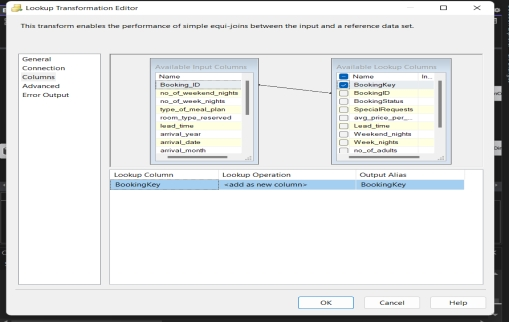 Lookup Transformation Editor
This transform enables the performance of simple equi-joins between the input and a reference data set.
General
Connection
Columns
Advanced
Error Output
Available Input Columns
Name
Booking_ID
no_of_weekend_nights
no_of_week_nights
type_of_meal_plan
room_type_reserved
lead_time
arrival_year
arrival_date
arrival_month
Available Lookup Columns
Name In...
BookingKey
BookingID
BookingStatus
SpecialRequests
avg_price_per_...
Lead_time
Weekend_nights
Week_nights
no_of_adults
Lookup Column Lookup Operation Output Alias
BookingKey <add as new column> BookingKey
OK Cancel Help